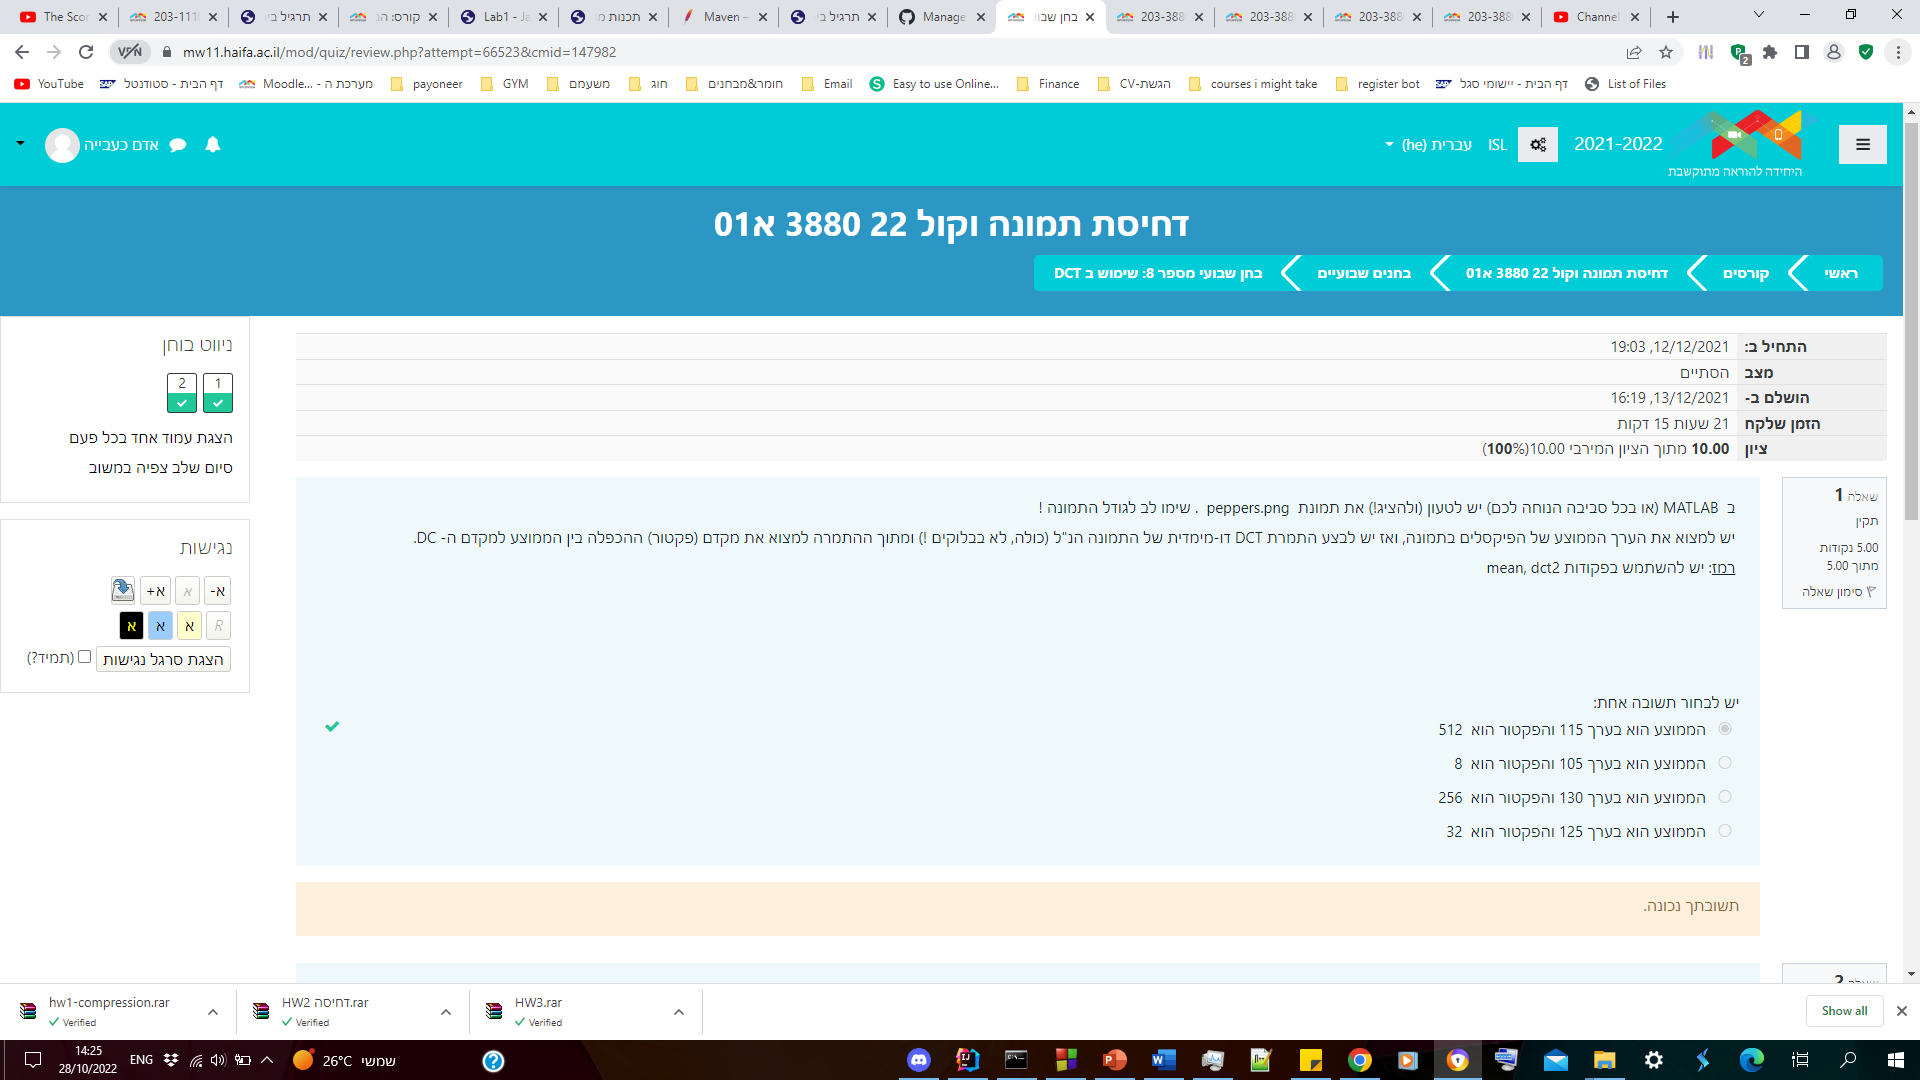 The Scor
203-1110
תרגיל בי
קורס: הנ
Lab1 - Ja
תכנות מ
Maven –
תרגיל בי
Manage
בחן שבוע
203-388
203-388
203-388
203-388
Channel
VPN
mw11.haifa.ac.il/mod/quiz/review.php?attempt=66523&cmid=147982
2
YouTube
דף הבית - סטודנטל
Moodle... - מערכת ה
payoneer
GYM
משעמם
חוג
חומר&מבחנים
Email
Easy to use Online...
Finance
הגשת-CV
courses i might take
register bot
דף הבית - יישומי סגל
List of Files
אדם כעבייה
עברית ‎(he)‎
ISL
2021-2022
היחידה להוראה מתוקשבת
דחיסת תמונה וקול 22 3880 א01
ראשי
קורסים
דחיסת תמונה וקול 22 3880 א01
בחנים שבועיים
בחן שבועי מספר 8: שימוש ב DCT
ניווט בוחן
1
2
הצגת עמוד אחד בכל פעם
סיום שלב צפיה במשוב
נגישות
א-
א
א+
R
א
א
א
הצגת סרגל נגישות
(תמיד?)
התחיל ב: 12/12/2021, 19:03
מצב הסתיים
הושלם ב- 13/12/2021, 16:19
הזמן שלקח 21 שעות 15 דקות
ציון 10.00 מתוך הציון המירבי 10.00(100%)
שאלה 1
תקין
5.00 נקודות
מתוך 5.00
סימון שאלה
ב MATLAB (או בכל סביבה הנוחה לכם) יש לטעון (ולהציג!) את תמונת peppers.png . שימו לב לגודל התמונה !
יש למצוא את הערך הממוצע של הפיקסלים בתמונה, ואז יש לבצע התמרת DCT דו-מימדית של התמונה הנ"ל (כולה, לא בבלוקים !) ומתוך ההתמרה למצוא את מקדם (פקטור) ההכפלה בין הממוצע למקדם ה- DC.
רמז: יש להשתמש בפקודות mean, dct2
יש לבחור תשובה אחת:
הממוצע הוא בערך 115 והפקטור הוא 512
הממוצע הוא בערך 105 והפקטור הוא 8
הממוצע הוא בערך 130 והפקטור הוא 256
הממוצע הוא בערך 125 והפקטור הוא 32
תשובתך נכונה.
שאלה 2
hw1-compression.rar
Verified
HW2 דחיסה.rar
Verified
HW3.rar
Verified
Show all
14:25
28/10/2022
ENG
26°C שמשי